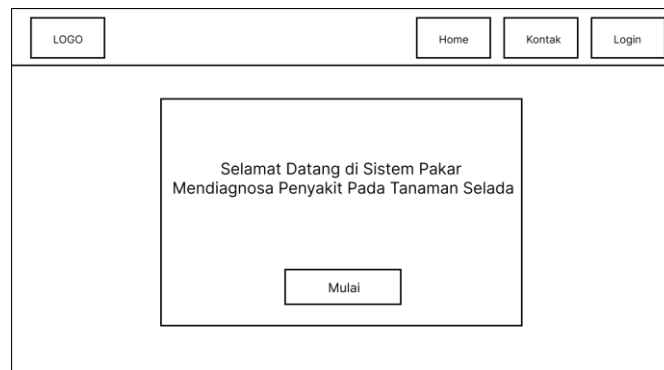 LOGO
Home
Kontak
Login
Selamat Datang di Sistem Pakar
Mendiagnosa Penyakit Pada Tanaman Selada
Mulai